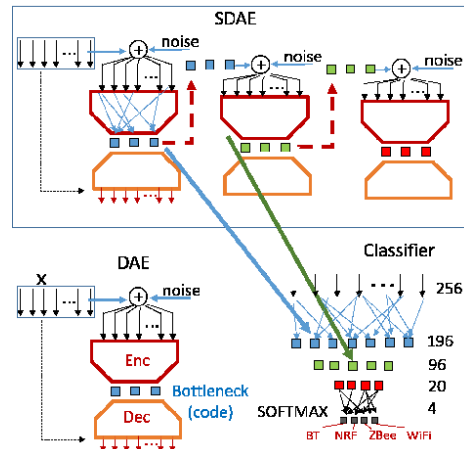 SDAE
noise
noise
noise
Classifier
256
DAE
X
noise
196
Enc
96
Bottleneck
(code)
20
Dec
SOFTMAX
4
BT NRF ZBee WiFi